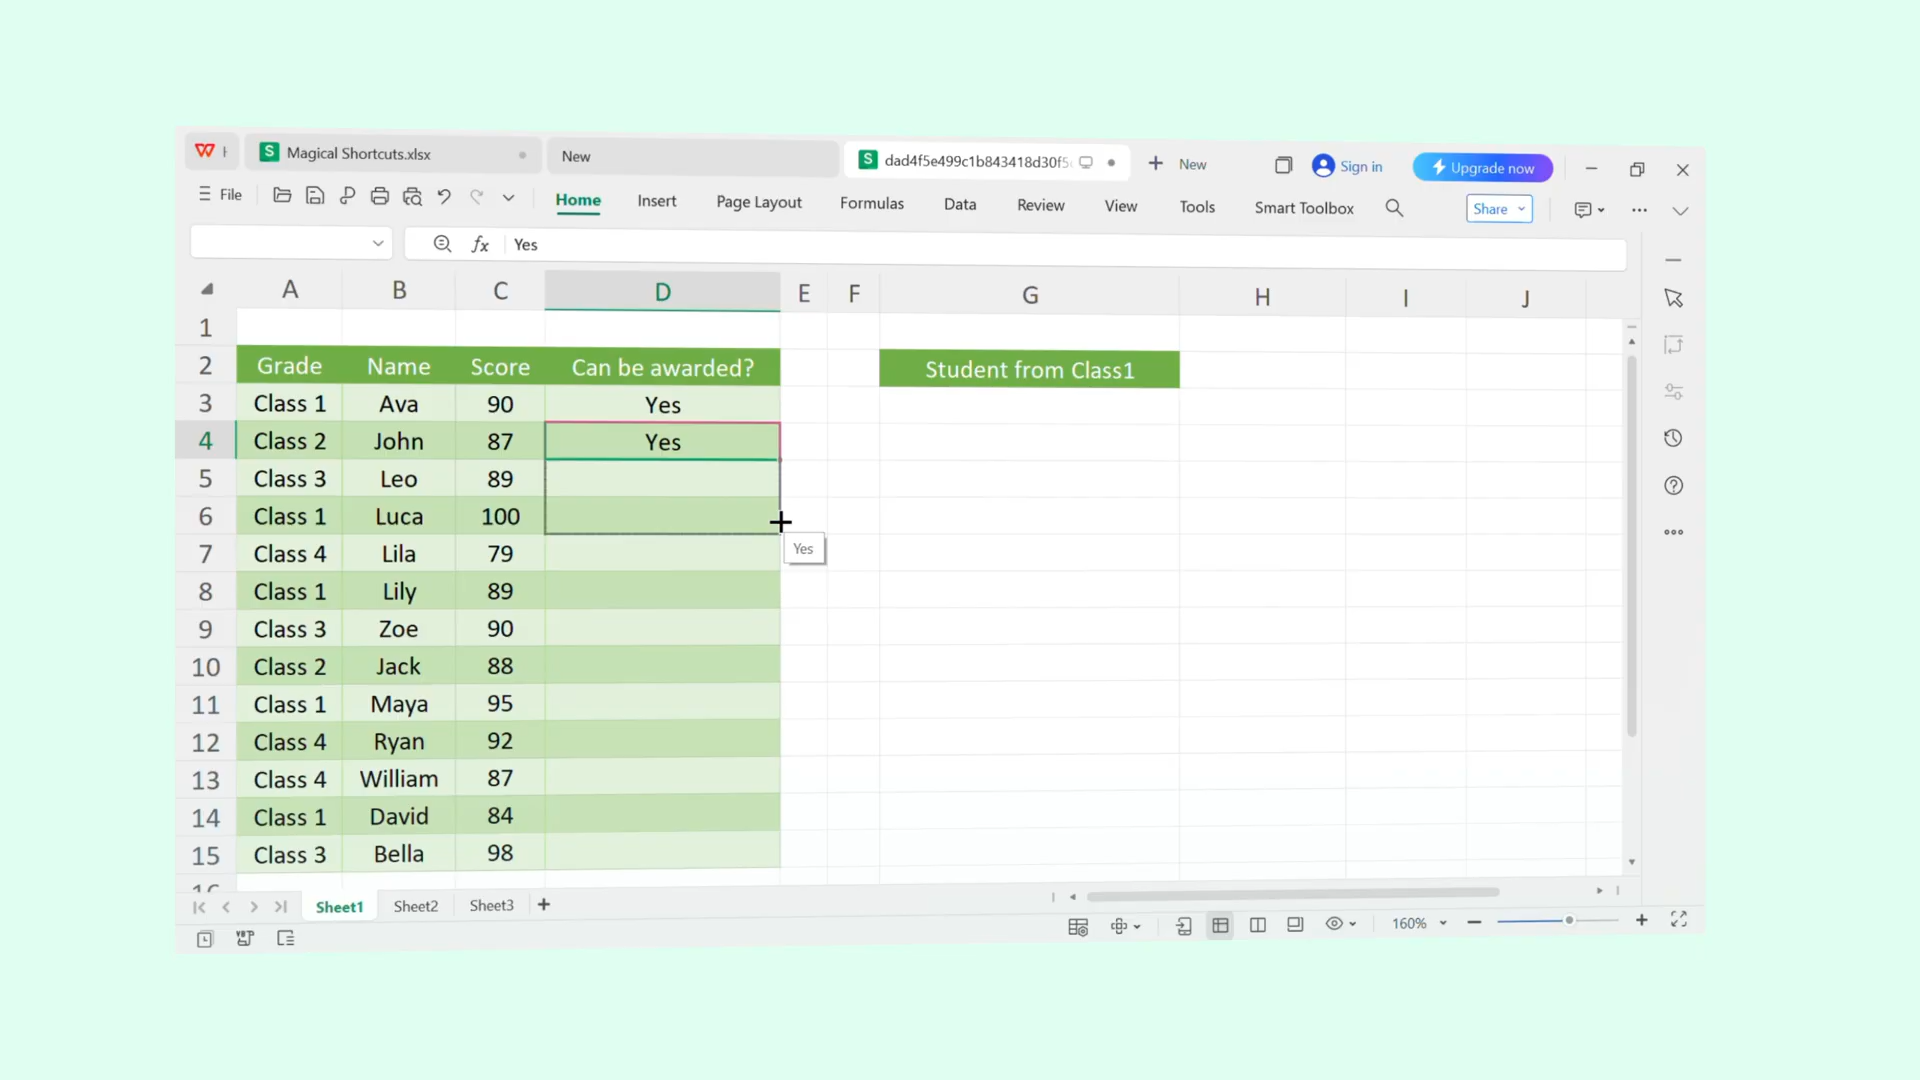 Magical Shortcuts.xlsx
New
dad4f5e499c1b843418d30f5
New
Sign in
Upgrade now
File
Home Insert Page Layout Formulas Data Review View Tools Smart Toolbox
Share
fx Yes
A B C D E F G H I J
1
2 Grade Name Score Can be awarded? Student from Class1
3 Class 1 Ava 90 Yes
4 Class 2 John 87 Yes
5 Class 3 Leo 89
6 Class 1 Luca 100
Yes
7 Class 4 Lila 79
8 Class 1 Lily 89
9 Class 3 Zoe 90
10 Class 2 Jack 88
11 Class 1 Maya 95
12 Class 4 Ryan 92
13 Class 4 William 87
14 Class 1 David 84
15 Class 3 Bella 98
Sheet1 Sheet2 Sheet3
160%